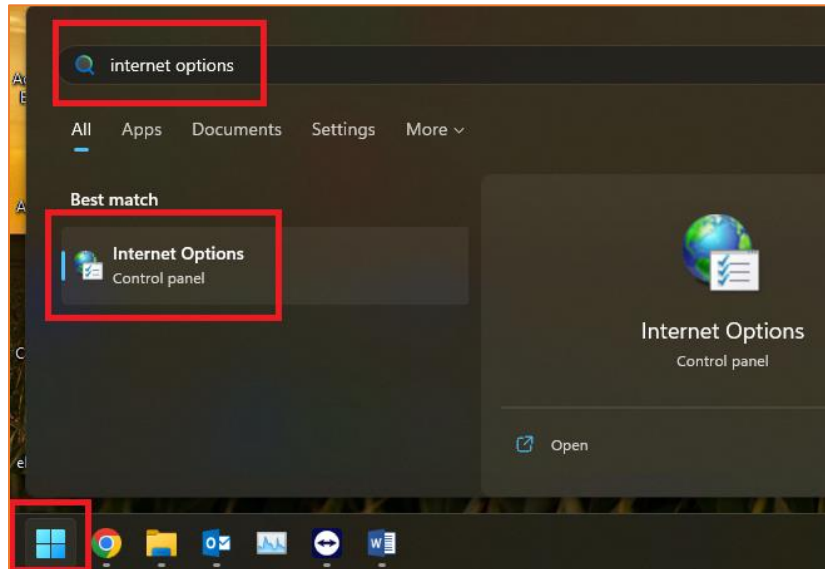 internet options
All Apps Documents Settings More
Best match
Internet Options
Control panel
Internet Options
Control panel
Open